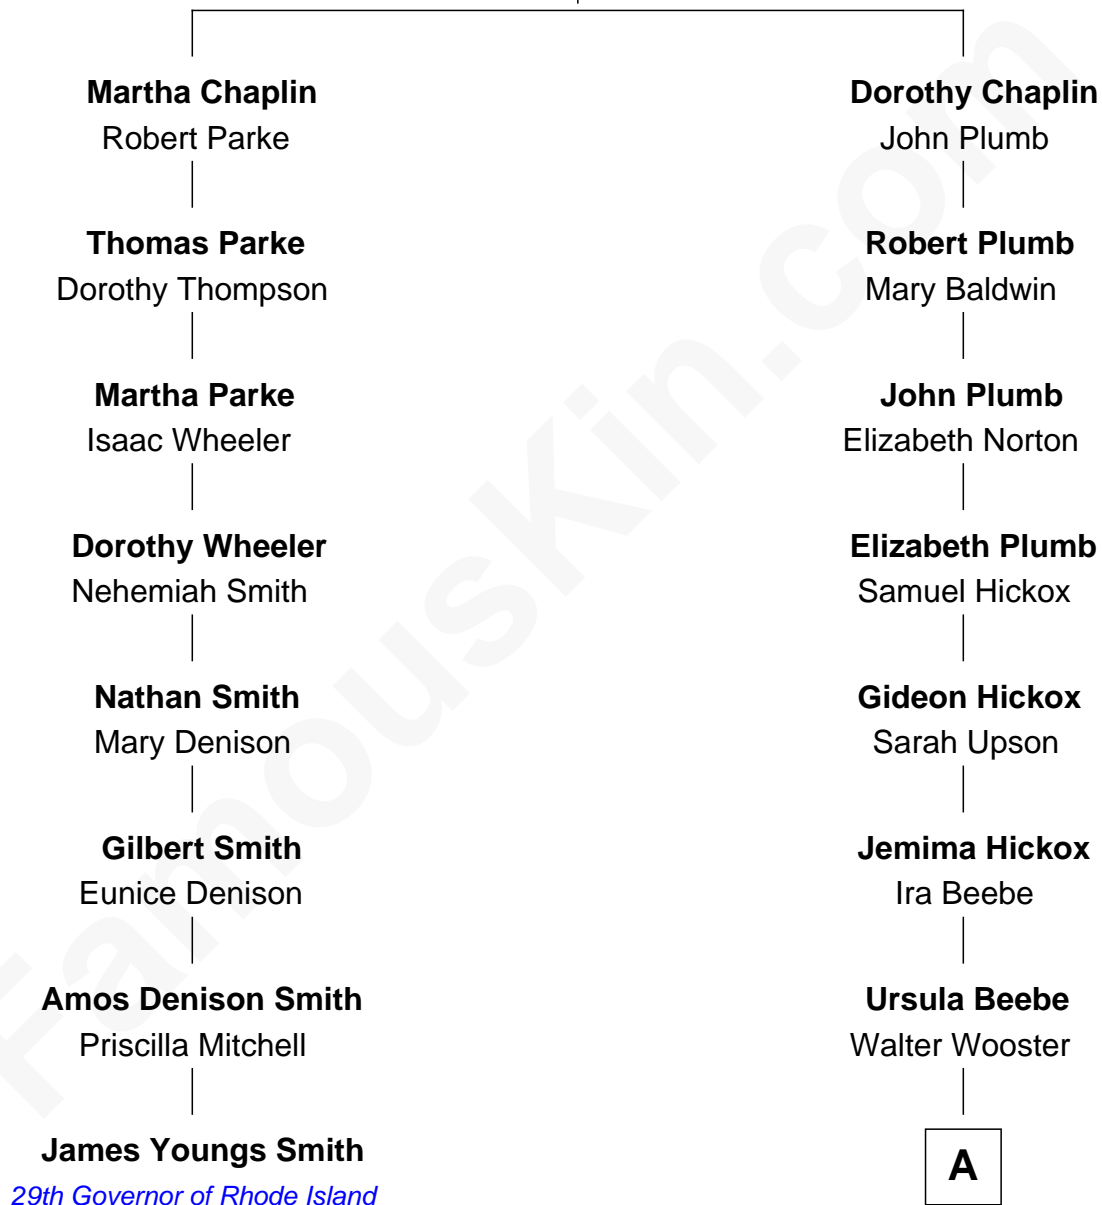 Martha Chaplin
Robert Parke
Dorothy Chaplin
John Plumb
Thomas Parke
Dorothy Thompson
Robert Plumb
Mary Baldwin
Martha Parke
Isaac Wheeler
John Plumb
Elizabeth Norton
Dorothy Wheeler
Nehemiah Smith
Elizabeth Plumb
Samuel Hickox
Nathan Smith
Mary Denison
Gideon Hickox
Sarah Upson
Gilbert Smith
Eunice Denison
Jemima Hickox
Ira Beebe
Amos Denison Smith
Priscilla Mitchell
Ursula Beebe
Walter Wooster
James Youngs Smith
29th Governor of Rhode Island
A
FamousKin.com